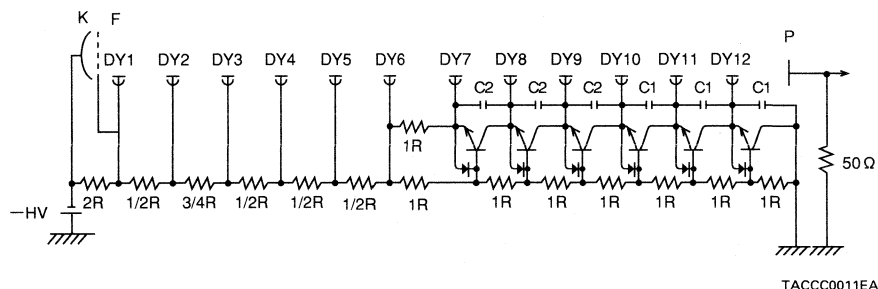 K F
DY1 DY2 DY3 DY4 DY5 DY6 DY7 DY8 DY9 DY10 DY11 DY12 P
C2 C2 C2 C1 C1 C1
1R
50Ω
2R 1/2R 3/4R 1/2R 1/2R 1/2R 1R 1R 1R 1R 1R 1R 1R
−HV
TACCC0011EA